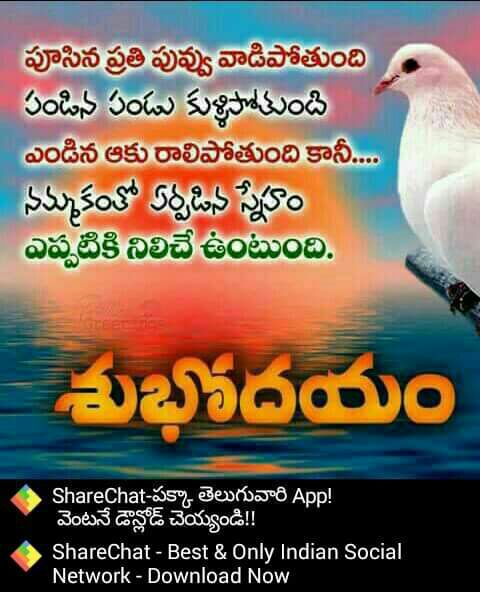 పూసిన ప్రతి పువ్వు వాడిపోతుంది
పండిన పండు కుళ్ళిపోతుంది
ఎండిన ఆకు రాలిపోతుంది కానీ....
నమ్మకంతో ఏర్పడిన స్నేహం
ఎప్పటికి నిలిచే ఉంటుంది.
శుభోదయం
ShareChat-పక్కా తెలుగువారి App!
వెంటనే డౌన్లోడ్ చెయ్యండి!!
ShareChat - Best & Only Indian Social
Network - Download Now